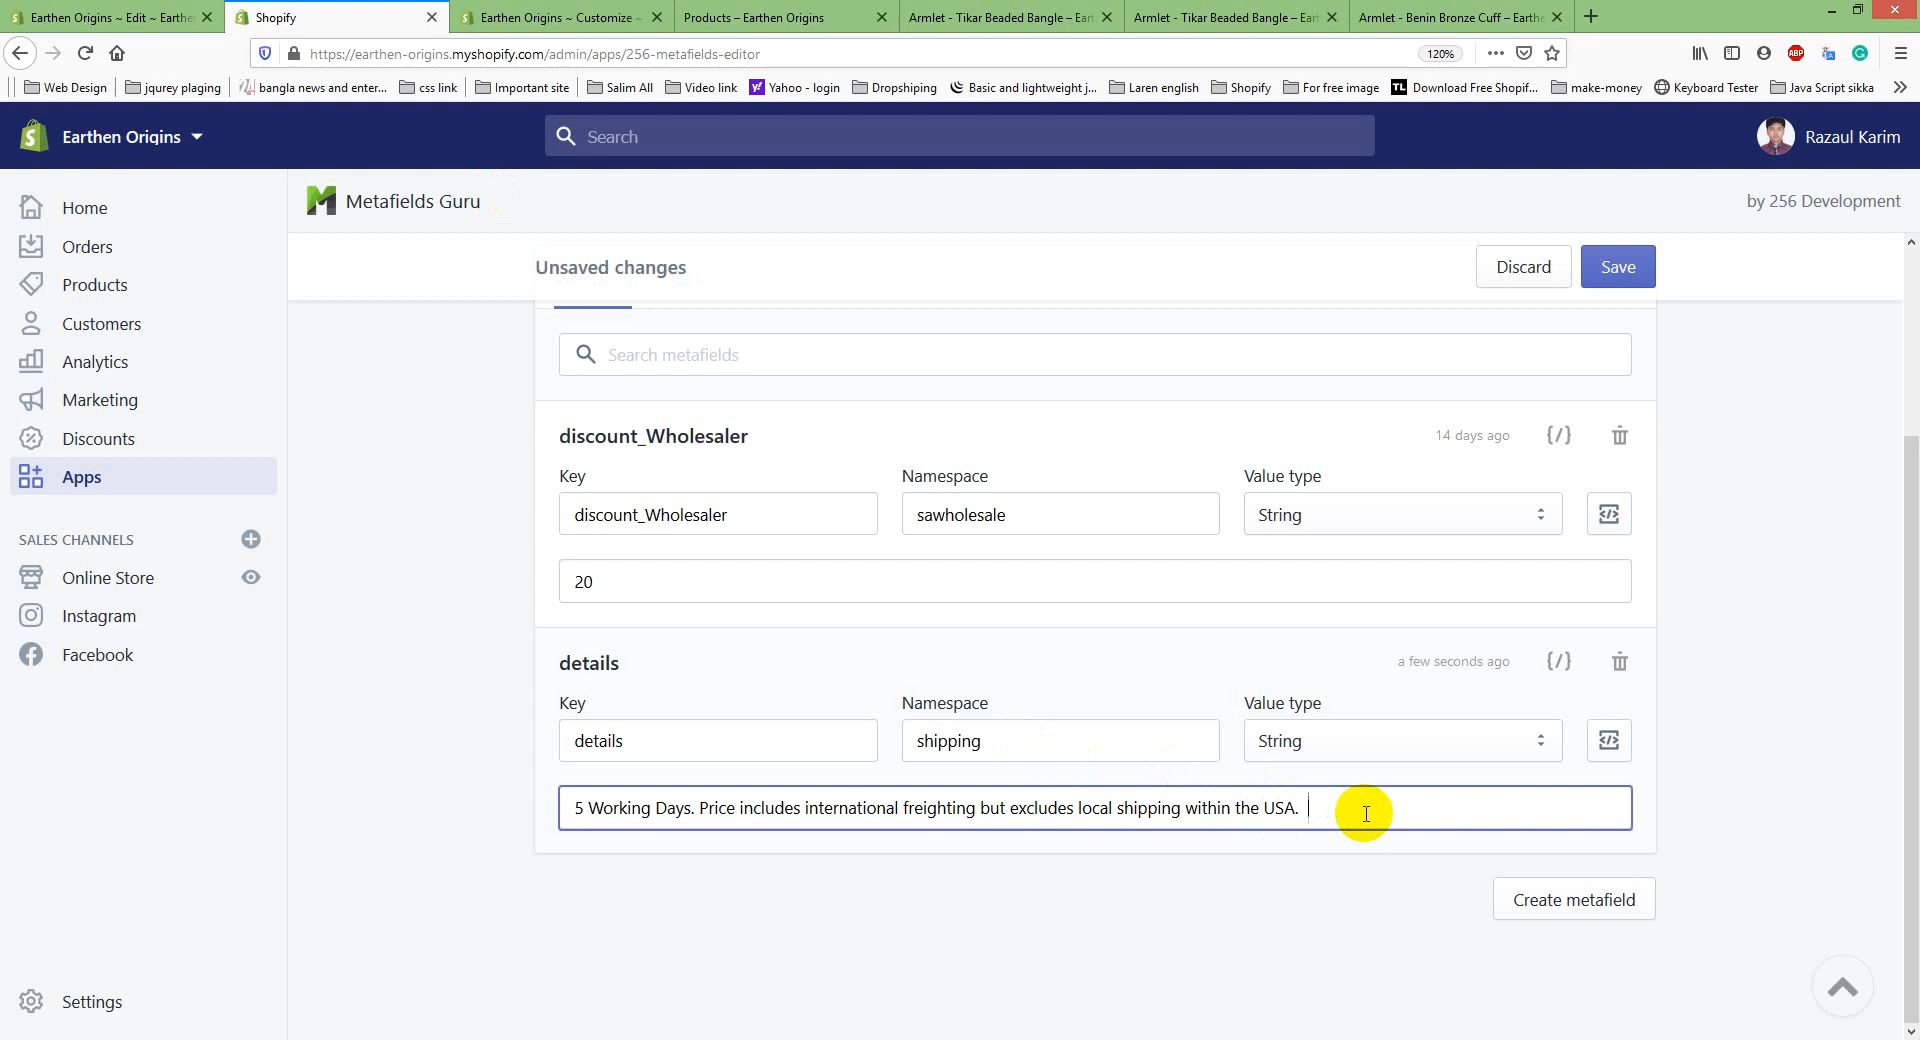 Earthen Origins ~ Edit ~ Earthe
Shopify
Earthen Origins ~ Customize ~
Products – Earthen Origins
Armlet - Tikar Beaded Bangle – Eart
Armlet - Tikar Beaded Bangle – Eart
Armlet - Benin Bronze Cuff – Earthe
https://earthen-origins.myshopify.com/admin/apps/256-metafields-editor
120%
ABP
Web Design
jqurey plaging
bangla news and enter...
css link
Important site
Salim All
Video link
Yahoo - login
Dropshiping
Basic and lightweight j...
Laren english
Shopify
For free image
TL
Download Free Shopif...
make-money
Keyboard Tester
Java Script sikka
Earthen Origins
Search
Razaul Karim
Metafields Guru
by 256 Development
Home
Orders
Products
Customers
Analytics
Marketing
Discounts
Apps
SALES CHANNELS
Online Store
Instagram
Facebook
Settings
Unsaved changes
Discard
Save
Search metafields
discount_Wholesaler
14 days ago
Key
Namespace
Value type
discount_Wholesaler
sawholesale
String
20
details
a few seconds ago
Key
Namespace
Value type
details
shipping
String
5 Working Days. Price includes international freighting but excludes local shipping within the USA.
Create metafield